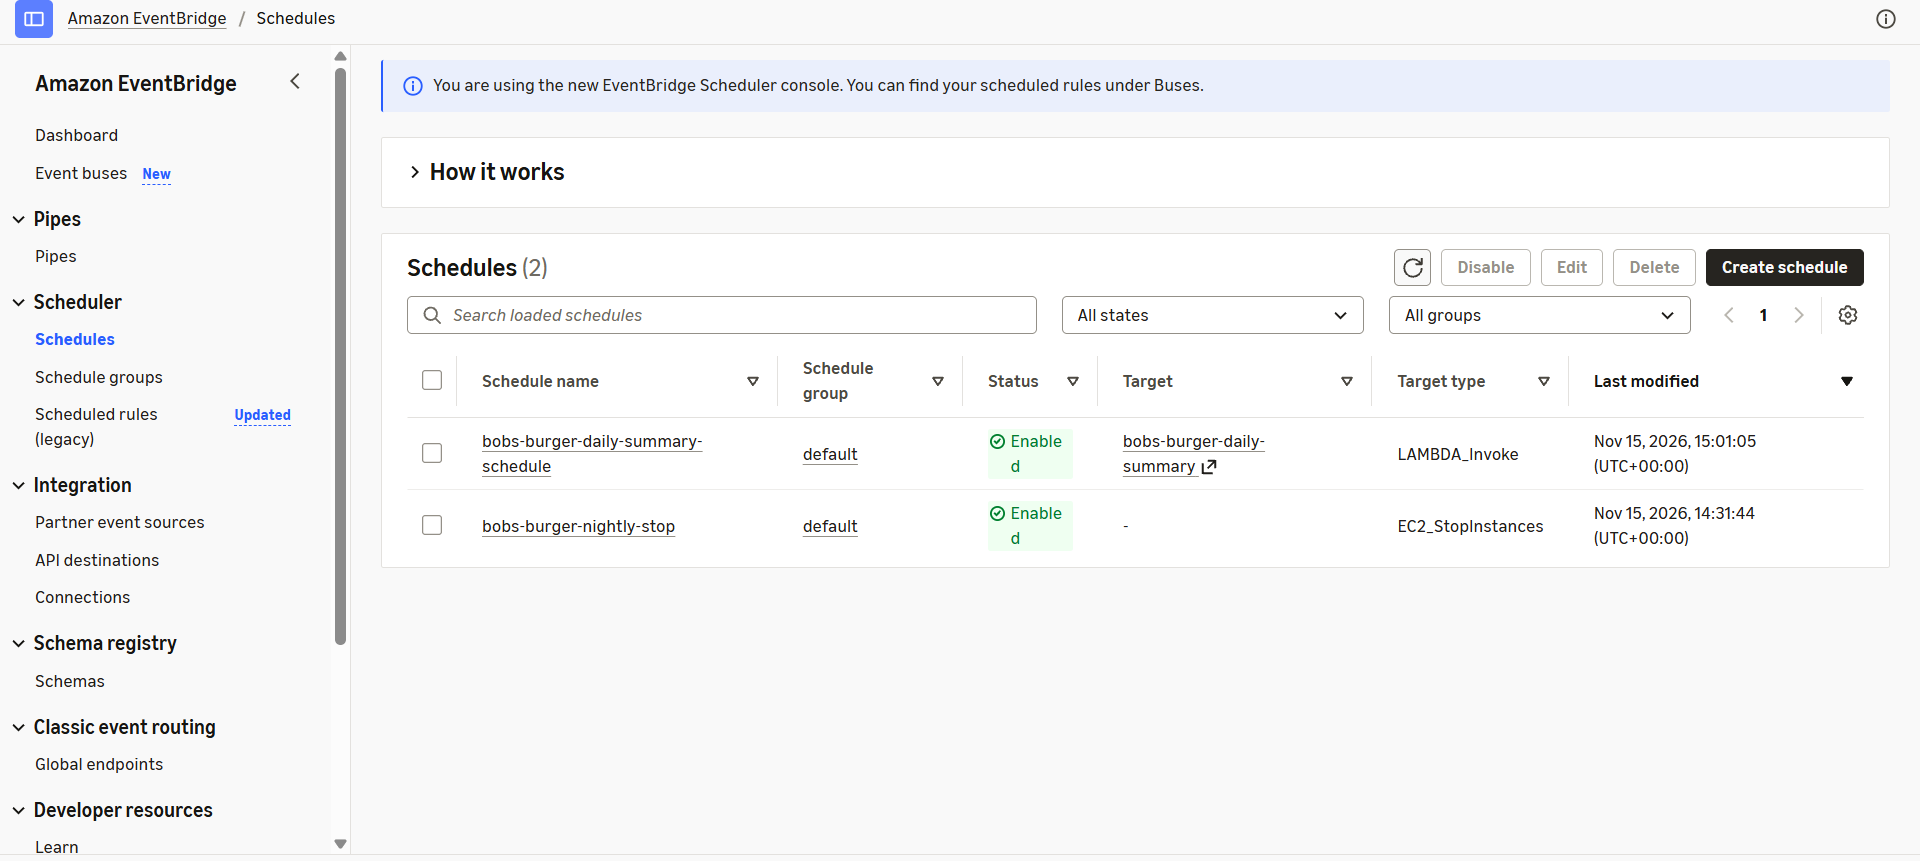 Amazon EventBridge / Schedules
Amazon EventBridge
Dashboard
Event buses New
Pipes
Pipes
Scheduler
Schedules
Schedule groups
Scheduled rules Updated
(legacy)
Integration
Partner event sources
API destinations
Connections
Schema registry
Schemas
Classic event routing
Global endpoints
Developer resources
Learn
You are using the new EventBridge Scheduler console. You can find your scheduled rules under Buses.
How it works
Schedules (2)
Disable
Edit
Delete
Create schedule
Search loaded schedules
All states
All groups
1
Schedule name
Schedule
group
Status
Target
Target type
Last modified
bobs-burger-daily-summary-
schedule
default
Enable
d
bobs-burger-daily-
summary
LAMBDA_Invoke
Nov 15, 2026, 15:01:05
(UTC+00:00)
bobs-burger-nightly-stop
default
Enable
d
-
EC2_StopInstances
Nov 15, 2026, 14:31:44
(UTC+00:00)